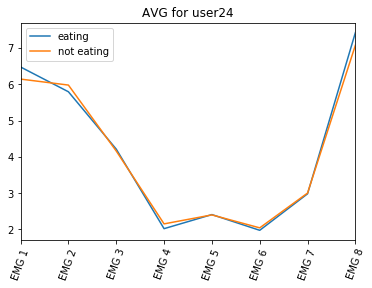 AVG for user24
eating
not eating
7
6
5
4
3
2
EMG 1
EMG 2
EMG 3
EMG 4
EMG 5
EMG 6
EMG 7
EMG 8